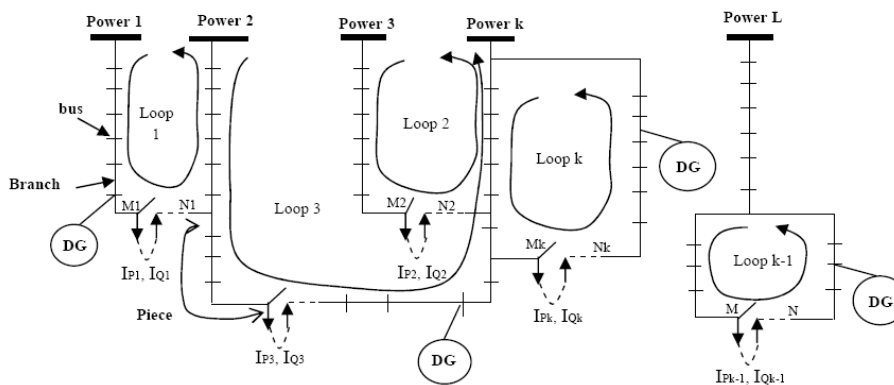 Power 1
Power 2
Power 3
Power k
Power L
bus
Loop
1
Loop 2
Loop k
DG
Branch
M1
N1
Loop 3
M2
N2
DG
Mk
Nk
Loop k-1
DG
IP1, IQ1
IP2, IQ2
IPk, IQk
M
N
Piece
IP3, IQ3
DG
IPk-1, IQk-1